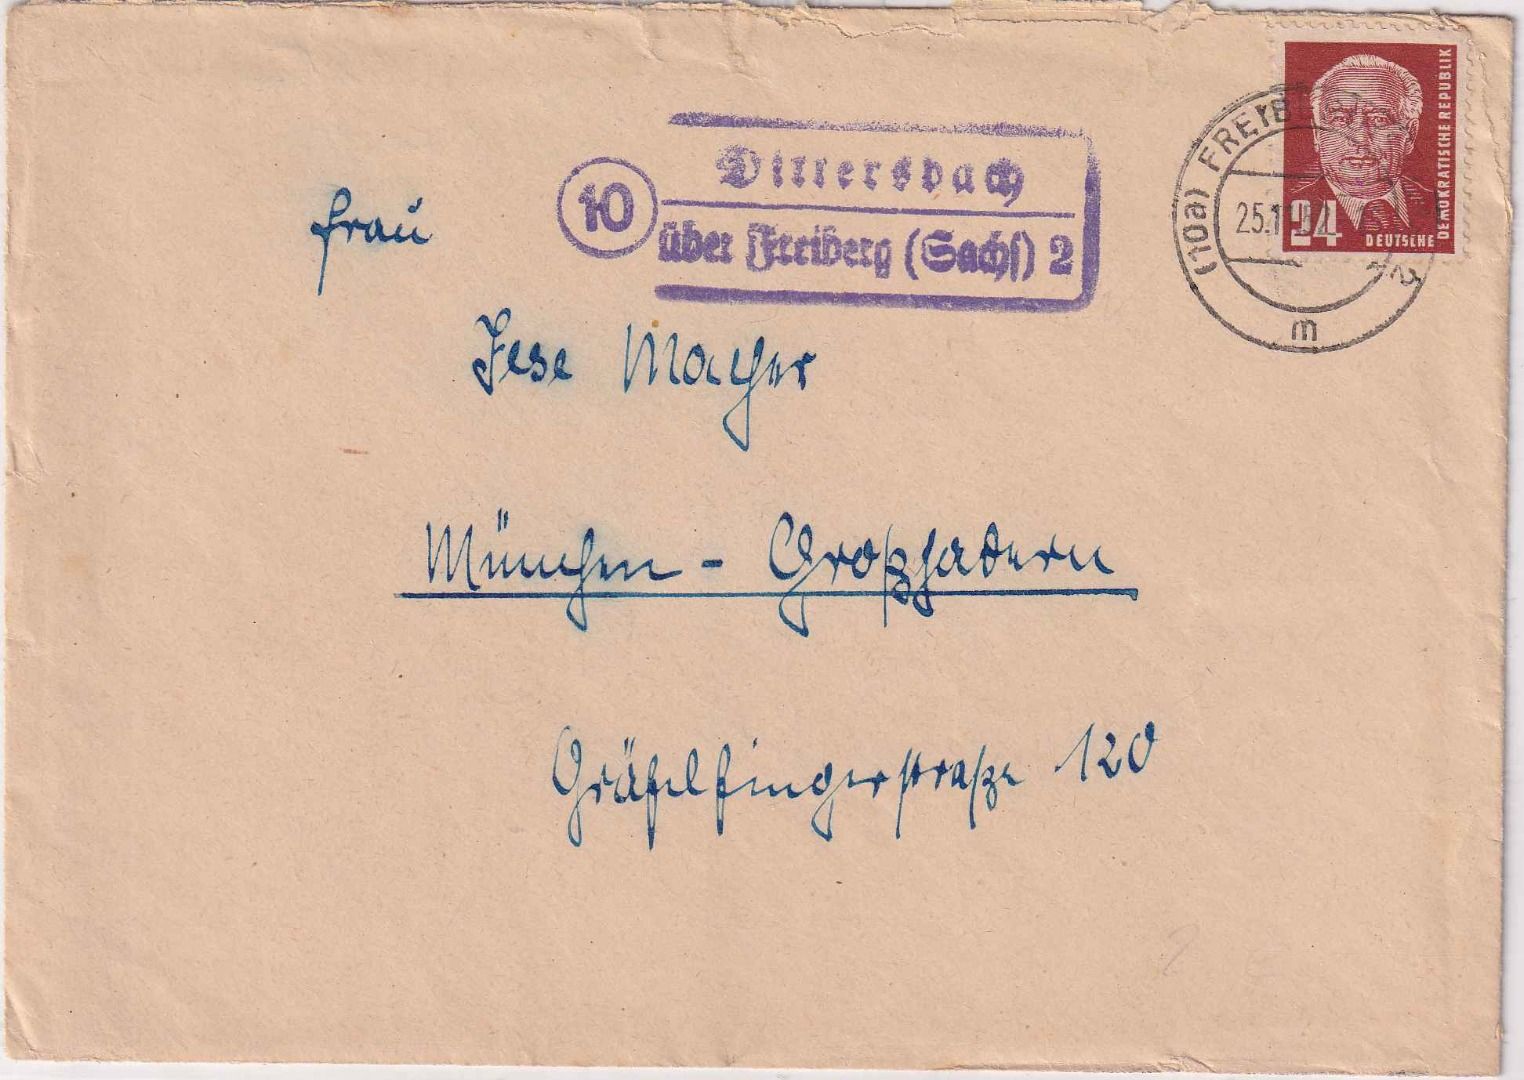 10
Dittersbach
über Freiberg (Sachs) 2
(10a) FREIB
25.1
m
24
DEUTSCHE
DEMOKRATISCHE REPUBLIK
Frau
Mayer
München - Großhadern
Gräfelfingerstraße 120